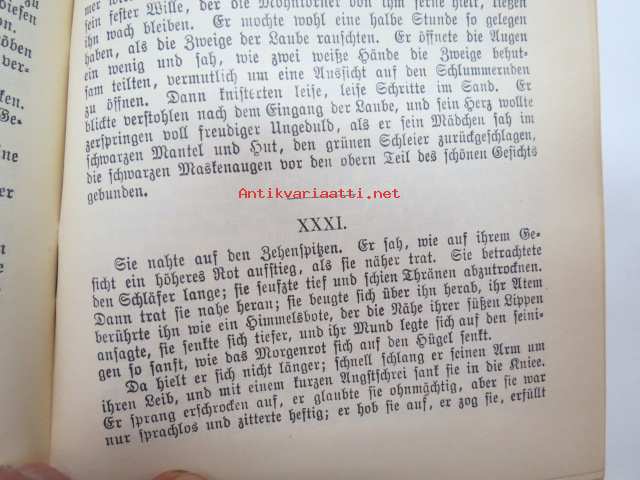 diesen
on.
töben
ver-
ken.
Ge-
ine
er
er
sein fester Wille, der die Mohnkörner von ihm ferne hielt, ließen
ihn wach bleiben. Er mochte wohl eine halbe Stunde so gelegen
haben, als die Zweige der Laube rauschten. Er öffnete die Augen
ein wenig und sah, wie zwei weiße Hände die Zweige behut-
sam teilten, vermutlich um eine Aussicht auf den Schlummernden
zu öffnen. Dann knisterten leise, leise Schritte im Sand. Er
blickte verstohlen nach dem Eingang der Laube, und sein Herz wollte
zerspringen voll freudiger Ungeduld, als er sein Mädchen sah im
schwarzen Mantel und Hut, den grünen Schleier zurückgeschlagen,
die schwarzen Maskenaugen vor den obern Teil des schönen Gesichts
gebunden.
Antikvariaatti.net
XXXI.
Sie nahte auf den Zehenspitzen. Er sah, wie auf ihrem Ge-
sicht ein höheres Rot aufstieg, als sie näher trat. Sie betrachtete
den Schläfer lange; sie seufzte tief und schien Thränen abzutrocknen.
Dann trat sie nahe heran; sie beugte sich über ihn herab, ihr Atem
berührte ihn wie ein Himmelsbote, der die Nähe ihrer süßen Lippen
ansagte, sie senkte sich tiefer, und ihr Mund legte sich auf den seini-
gen so sanft, wie das Morgenrot sich auf den Hügel senkt.
Da hielt er sich nicht länger; schnell schlang er seinen Arm um
ihren Leib, und mit einem kurzen Angstschrei sank sie in die Kniee.
Er sprang erschrocken auf, er glaubte sie ohnmächtig, aber sie war
nur sprachlos und zitterte heftig; er hob sie auf, er zog sie, erfüllt